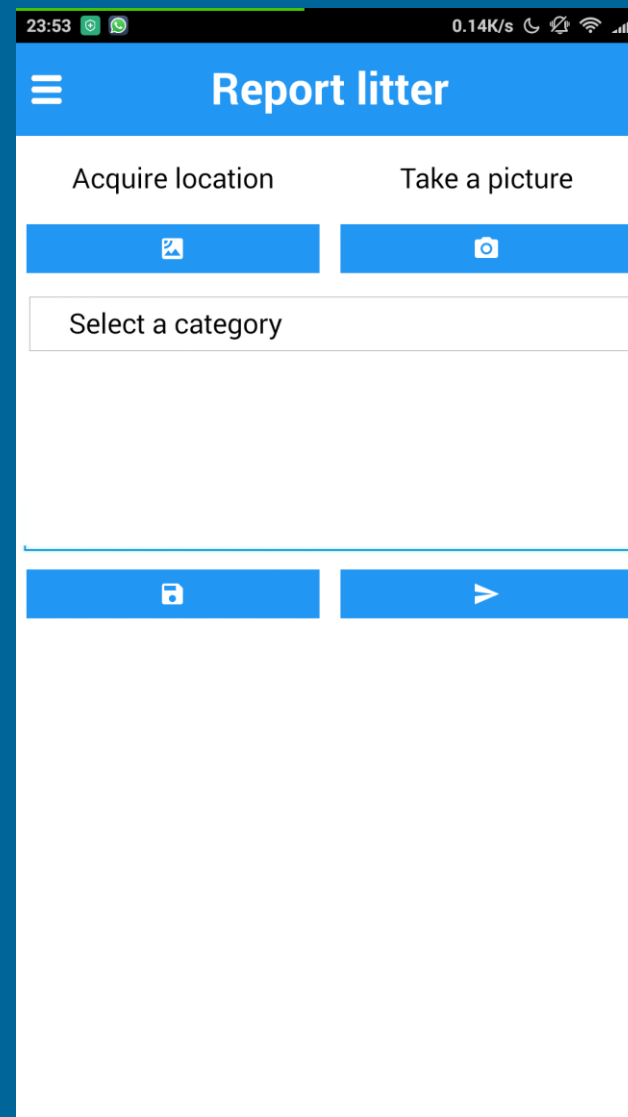 23:53 0.14K/s
Report litter
Acquire location Take a picture
Select a category